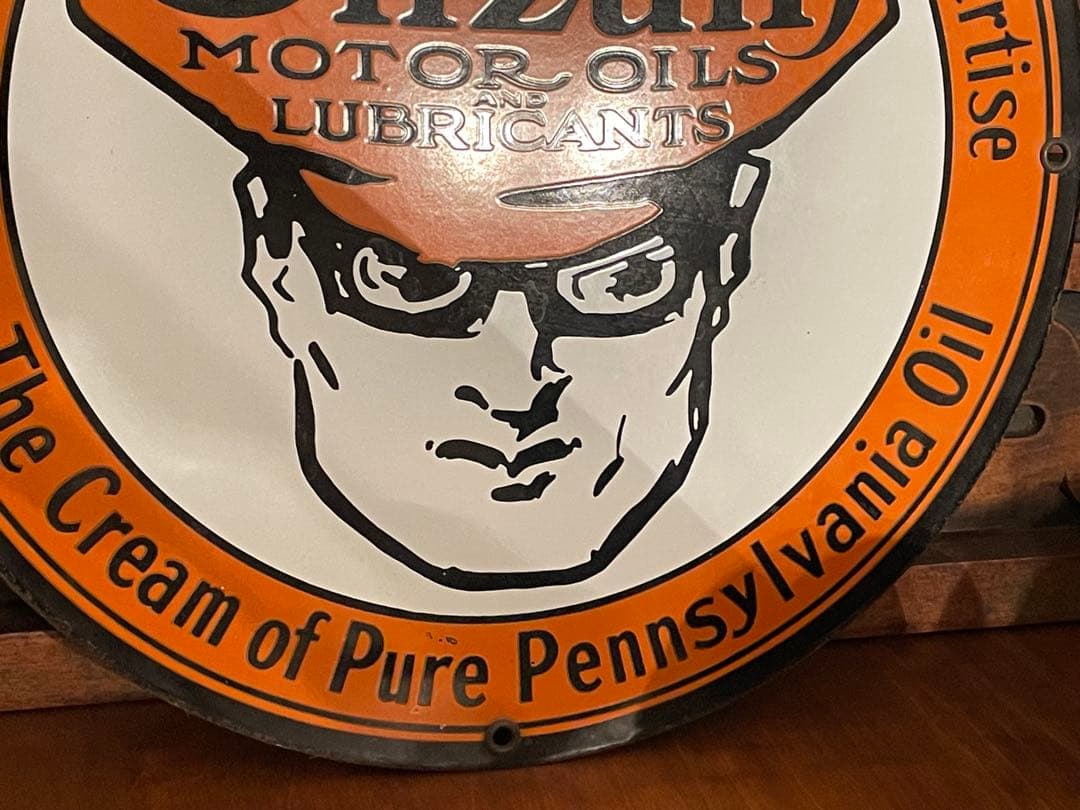 MOTOR OILS
AND
LUBRICANTS
The Cream of Pure Pennsylvania Oil